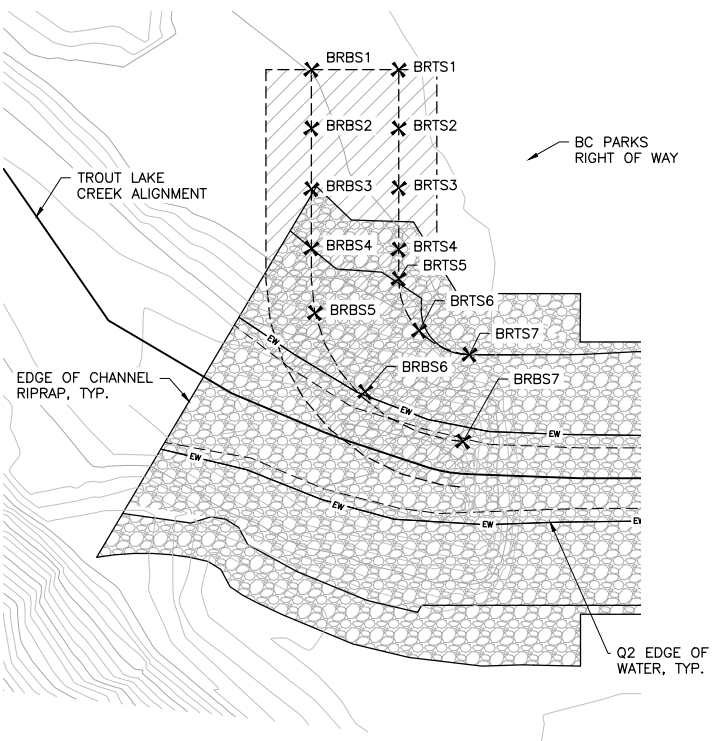 BRBS1
BRTS1
BRBS2
BRTS2
BC PARKS
RIGHT OF WAY
TROUT LAKE
CREEK ALIGNMENT
BRBS3
BRTS3
BRBS4
BRTS4
BRTS5
BRTS6
BRBS5
BRTS7
EW
EDGE OF CHANNEL
RIPRAP, TYP.
BRBS6
BRBS7
EW
EW
EW
EW
EW
EW
EW
Q2 EDGE OF
WATER, TYP.